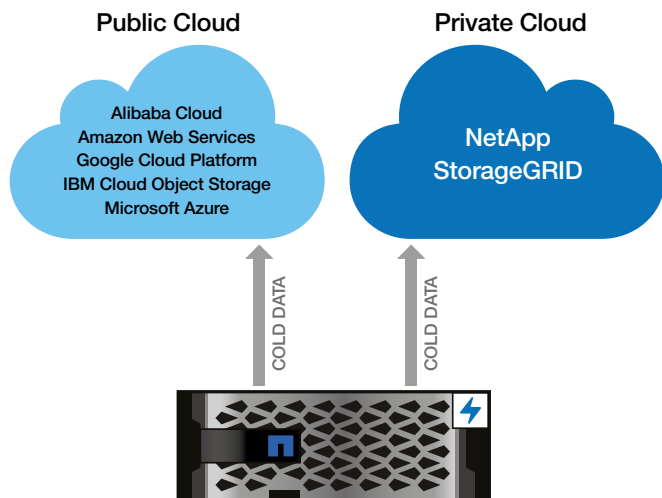 Public Cloud
Alibaba Cloud
Amazon Web Services
Google Cloud Platform
IBM Cloud Object Storage
Microsoft Azure
Private Cloud
NetApp
StorageGRID
COLD DATA
COLD DATA